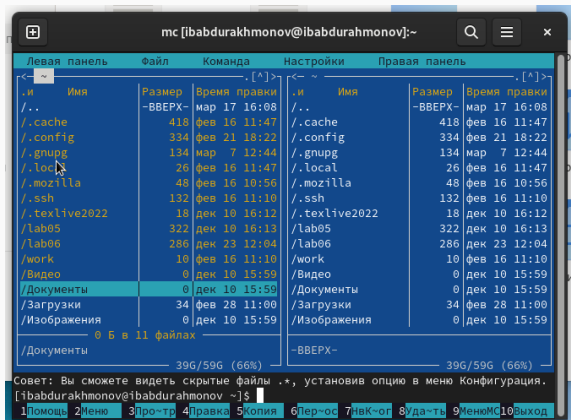 mc [ibabdurakhmonov@ibabdurahmonov]:~
Левая панель Файл Команда Настройки Правая панель
<- ~ .[^]> <- ~ .[^]>
.и Имя Размер Время правки .и Имя Размер Время правки
/.. -ВВЕРХ- мар 17 16:08 /.. -ВВЕРХ- мар 17 16:08
/.cache 418 фев 16 11:47 /.cache 418 фев 16 11:47
/.config 334 фев 21 18:22 /.config 334 фев 21 18:22
/.gnupg 134 мар 7 12:44 /.gnupg 134 мар 7 12:44
/.local 26 фев 16 11:47 /.local 26 фев 16 11:47
/.mozilla 48 фев 16 10:56 /.mozilla 48 фев 16 10:56
/.ssh 132 фев 16 11:10 /.ssh 132 фев 16 11:10
/.texlive2022 18 дек 10 16:12 /.texlive2022 18 дек 10 16:12
/lab05 322 дек 10 16:13 /lab05 322 дек 10 16:13
/lab06 286 дек 23 12:04 /lab06 286 дек 23 12:04
/work 10 фев 16 11:10 /work 10 фев 16 11:10
/Видео 0 дек 10 15:59 /Видео 0 дек 10 15:59
/Документы 0 дек 10 15:59 /Документы 0 дек 10 15:59
/Загрузки 34 фев 28 11:00 /Загрузки 34 фев 28 11:00
/Изображения 0 дек 10 15:59 /Изображения 0 дек 10 15:59
0 Б в 11 файлах
/Документы -ВВЕРХ-
39G/59G (66%) 39G/59G (66%)
Совет: Вы сможете видеть скрытые файлы .*, установив опцию в меню Конфигурация.
[ibabdurakhmonov@ibabdurahmonov ~]$
1Помощь 2Меню 3Про~тр 4Правка 5Копия 6Пер~ос 7НвК~ог 8Уда~ть 9МенюMC 10Выход